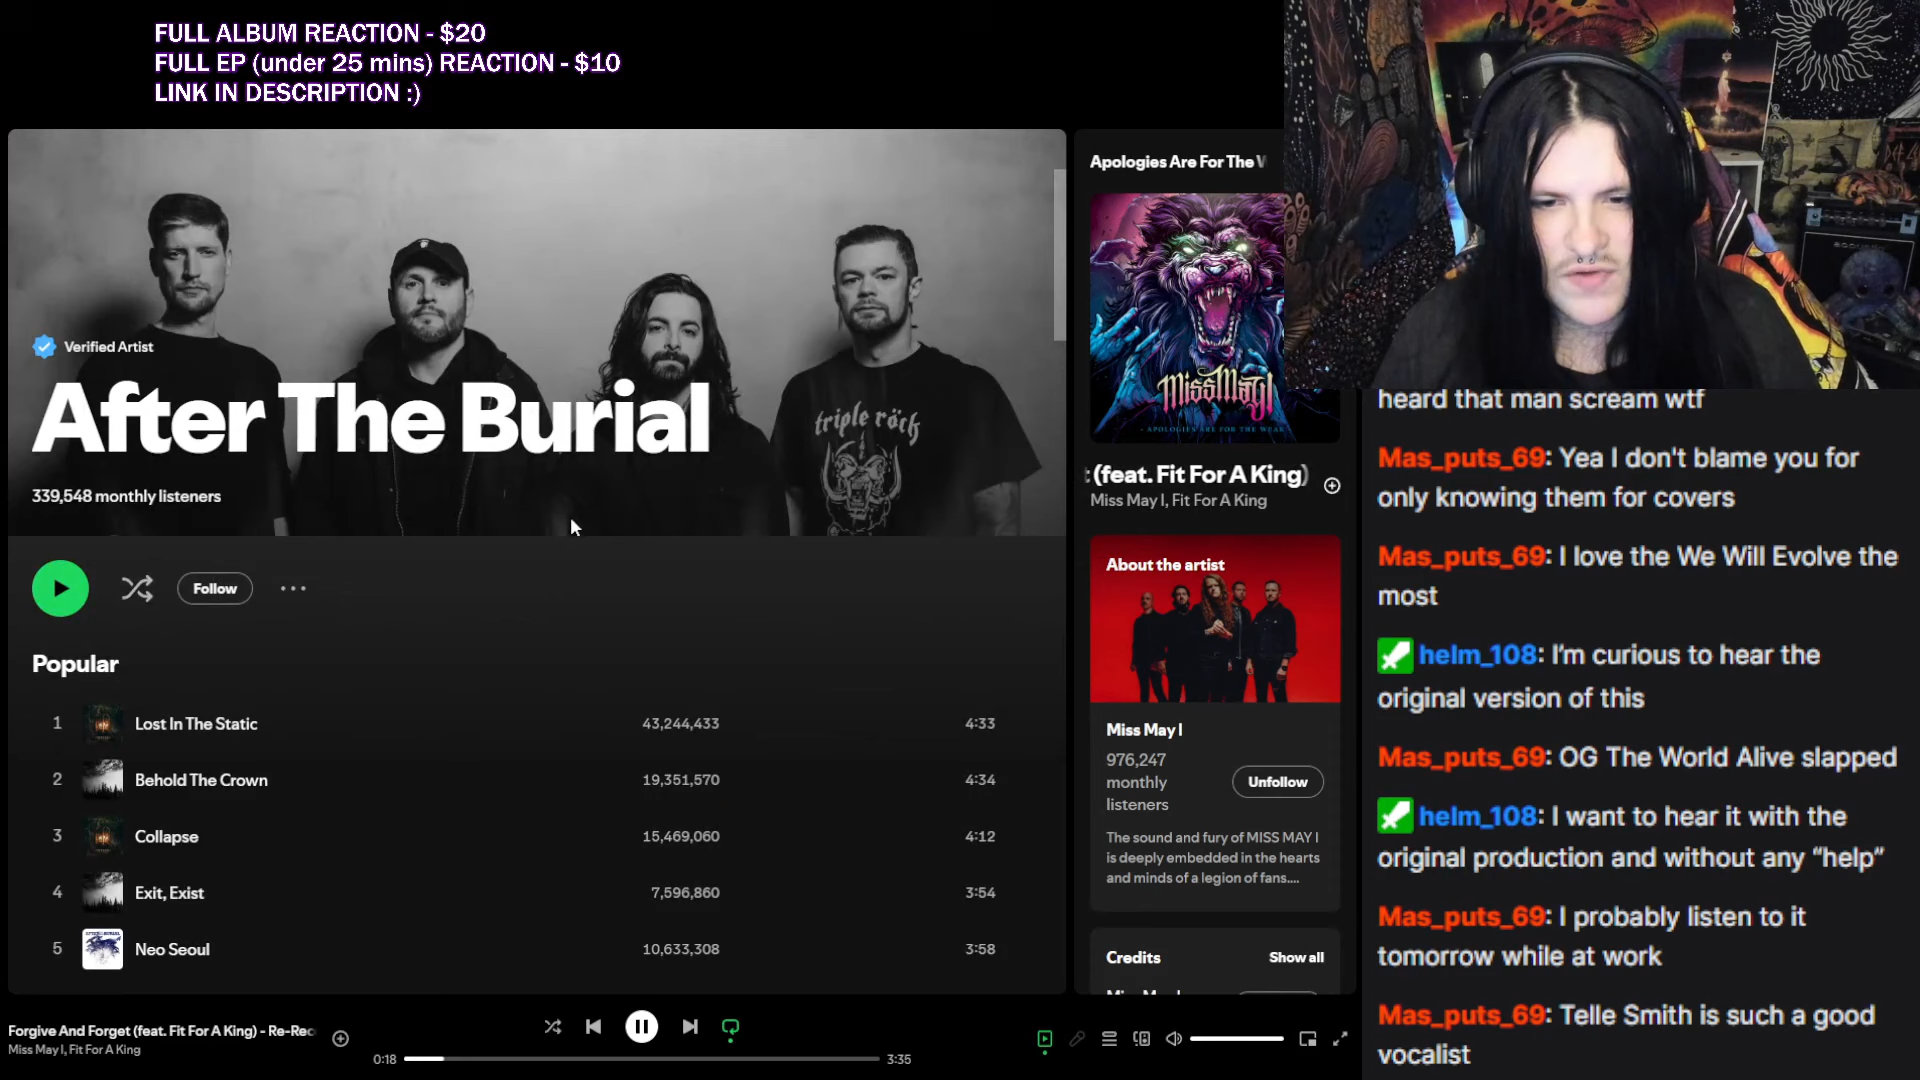 FULL ALBUM REACTION - $20
FULL EP (under 25 mins) REACTION - $10
LINK IN DESCRIPTION :)
Verified Artist
After The Burial
339,548 monthly listeners
triple röck
Follow
Popular
1 Lost In The Static 43,244,433 4:33
2 Behold The Crown 19,351,570 4:34
3 Collapse 15,469,060 4:12
4 Exit, Exist 7,596,860 3:54
5 Neo Seoul 10,633,308 3:58
Apologies Are For The
MISS MAY I
APOLOGIES ARE FOR THE WEAK
(feat. Fit For A King)
Miss May I, Fit For A King
About the artist
Miss May I
976,247
monthly
listeners
Unfollow
The sound and fury of MISS MAY I
is deeply embedded in the hearts
and minds of a legion of fans....
Credits
Show all
heard that man scream wtf
Mas_puts_69: Yea I don't blame you for
only knowing them for covers
Mas_puts_69: I love the We Will Evolve the
most
helm_108: I'm curious to hear the
original version of this
Mas_puts_69: OG The World Alive slapped
helm_108: I want to hear it with the
original production and without any “help”
Mas_puts_69: I probably listen to it
tomorrow while at work
Mas_puts_69: Telle Smith is such a good
vocalist
Forgive And Forget (feat. Fit For A King) - Re-Rec
Miss May I, Fit For A King
0:18
3:35